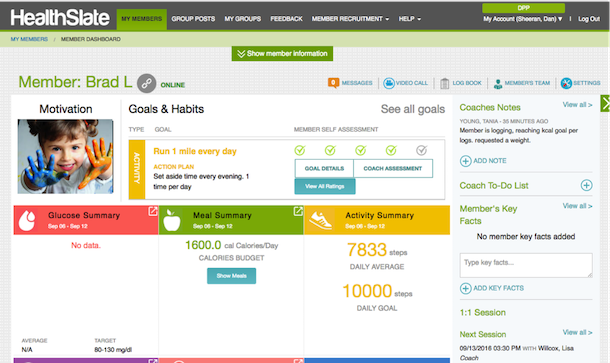 HealthSlate
MY MEMBERS GROUP POSTS MY GROUPS FEEDBACK MEMBER RECRUITMENT HELP
DPP
My Account (Sheeran, Dan) Log Out
MY MEMBERS / MEMBER DASHBOARD
Show member information
Member: Brad L ONLINE
0 MESSAGES VIDEO CALL LOG BOOK MEMBER'S TEAM SETTINGS
Motivation
Goals & Habits See all goals
TYPE GOAL MEMBER SELF ASSESSMENT
ACTIVITY
Run 1 mile every day
ACTION PLAN
Set aside time every evening. 1
time per day
GOAL DETAILS COACH ASSESSMENT
View All Ratings
Glucose Summary
Sep 06 - Sep 12
No data.
AVERAGE TARGET
N/A 80-130 mg/dl
Meal Summary
Sep 06 - Sep 12
1600.0 cal Calories/Day
CALORIES BUDGET
Show Meals
Activity Summary
Sep 06 - Sep 12
7833 steps
DAILY AVERAGE
10000 steps
DAILY GOAL
Coaches Notes View all >
YOUNG, TANIA - 35 MINUTES AGO
Member is logging, reaching kcal goal per
logs. requested a weight.
ADD NOTE
Coach To-Do List
Member's Key
Facts
View all >
No member key facts added
Type key facts...
ADD KEY FACTS
1:1 Session
Next Session View all >
09/13/2016 03:30 PM WITH Willcox, Lisa
Coach